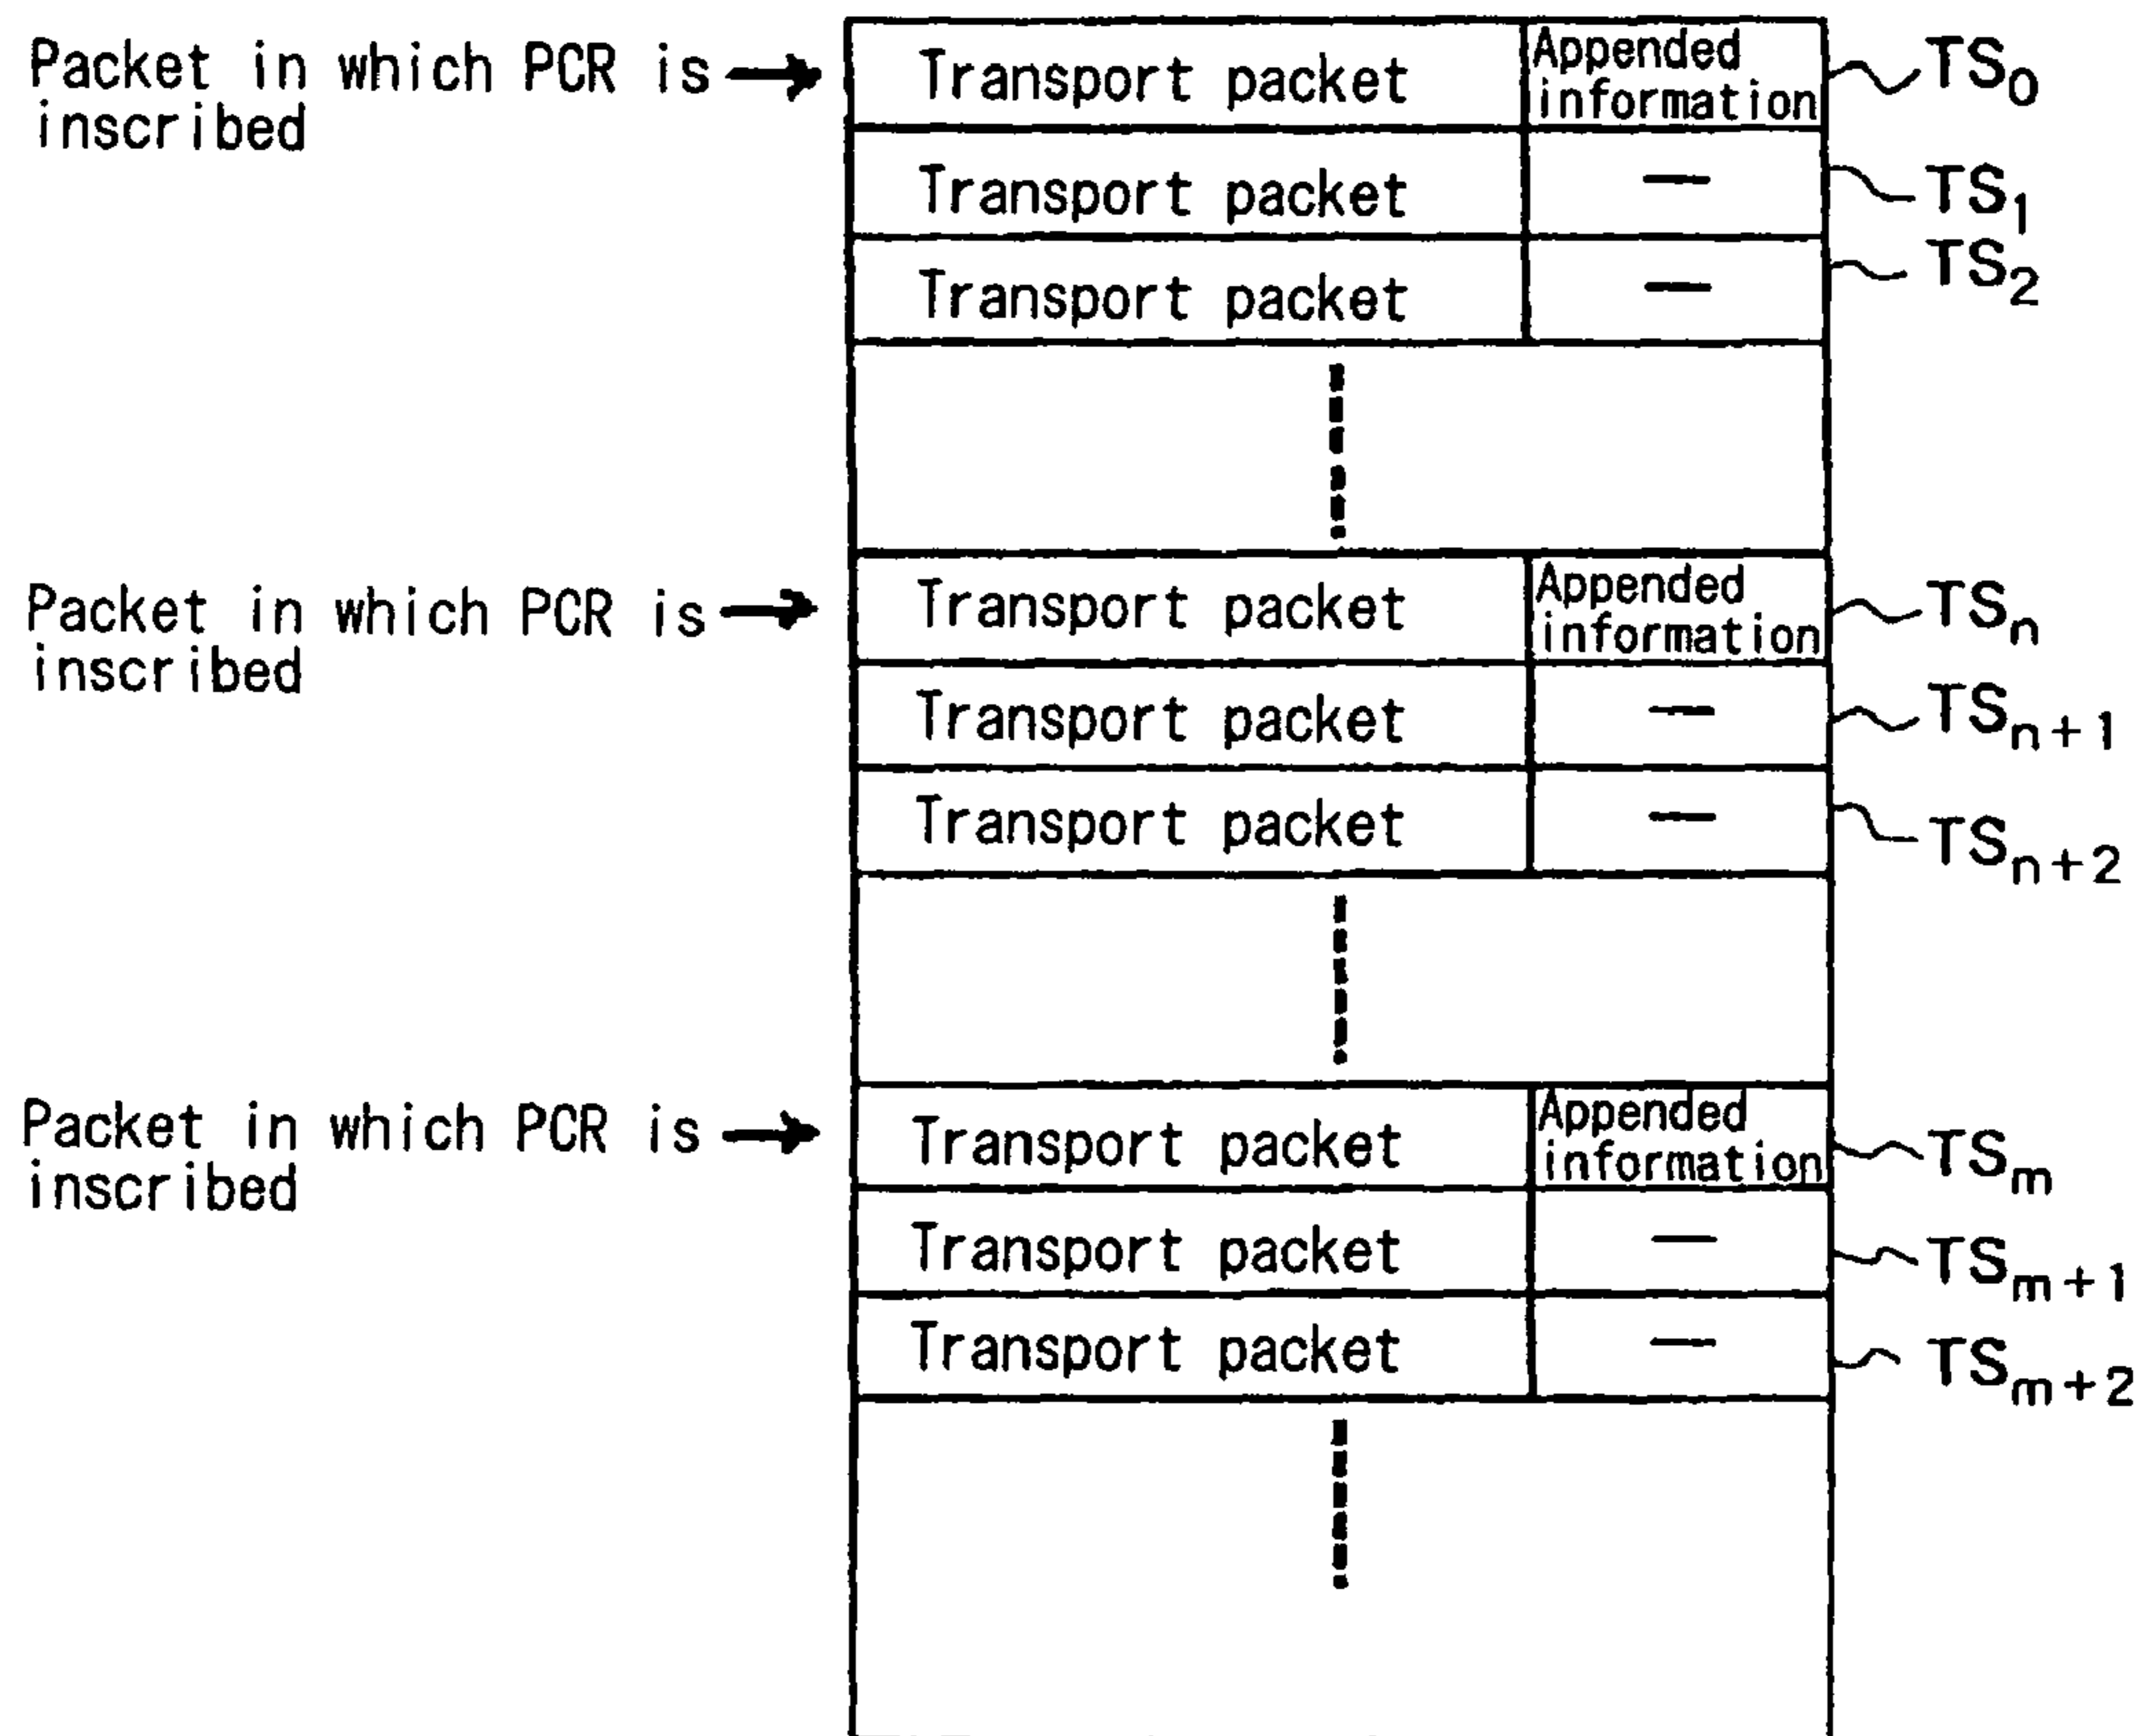 Packet in which PCR is
inscribed
Transport packet
Appended
information
TS0
Transport packet
—
TS1
Transport packet
—
TS2
Packet in which PCR is
inscribed
Transport packet
Appended
information
TSn
Transport packet
—
TSn+1
Transport packet
—
TSn+2
Packet in which PCR is
inscribed
Transport packet
Appended
information
TSm
Transport packet
—
TSm+1
Transport packet
—
TSm+2